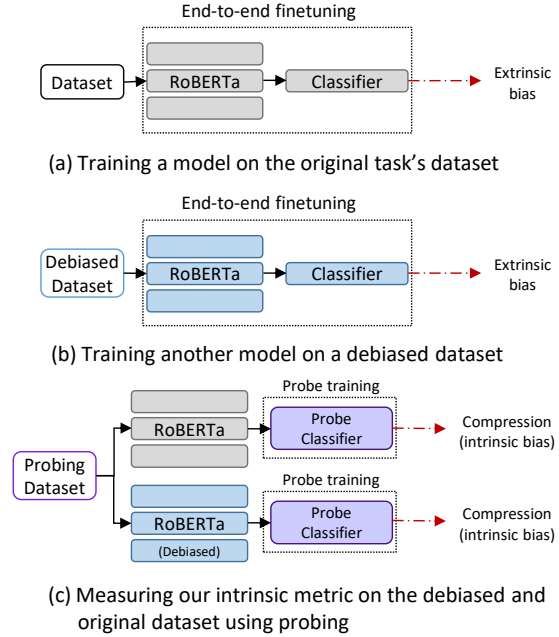 End-to-end finetuning
Dataset
RoBERTa
Classifier
Extrinsic
bias
(a) Training a model on the original task's dataset
End-to-end finetuning
Debiased
Dataset
RoBERTa
Classifier
Extrinsic
bias
(b) Training another model on a debiased dataset
Probing
Dataset
RoBERTa
Probe training
Probe
Classifier
Compression
(intrinsic bias)
RoBERTa
(Debiased)
Probe training
Probe
Classifier
Compression
(intrinsic bias)
(c) Measuring our intrinsic metric on the debiased and
original dataset using probing